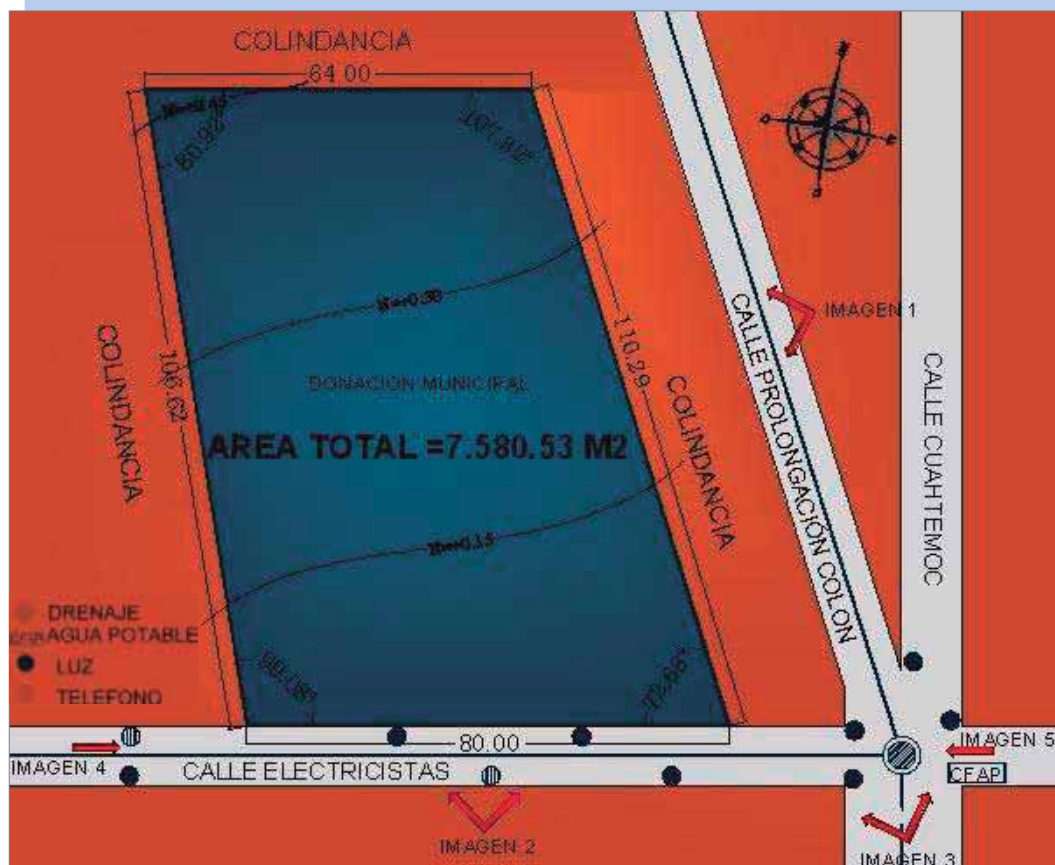 COLINDANCIA
64.00
COLINDANCIA
106.62
110.29
COLINDANCIA
DONACION MUNICIPAL
AREA TOTAL =7.580.53 M2
IMAGEN 1
CALLE PROLONGACIÓN COLON
CALLE CUAHTEMOC
DRENAJE
AGUA POTABLE
LUZ
TELEFONO
80.00
IMAGEN 4
CALLE ELECTRICISTAS
IMAGEN 5
CFAP
IMAGEN 2
IMAGEN 3